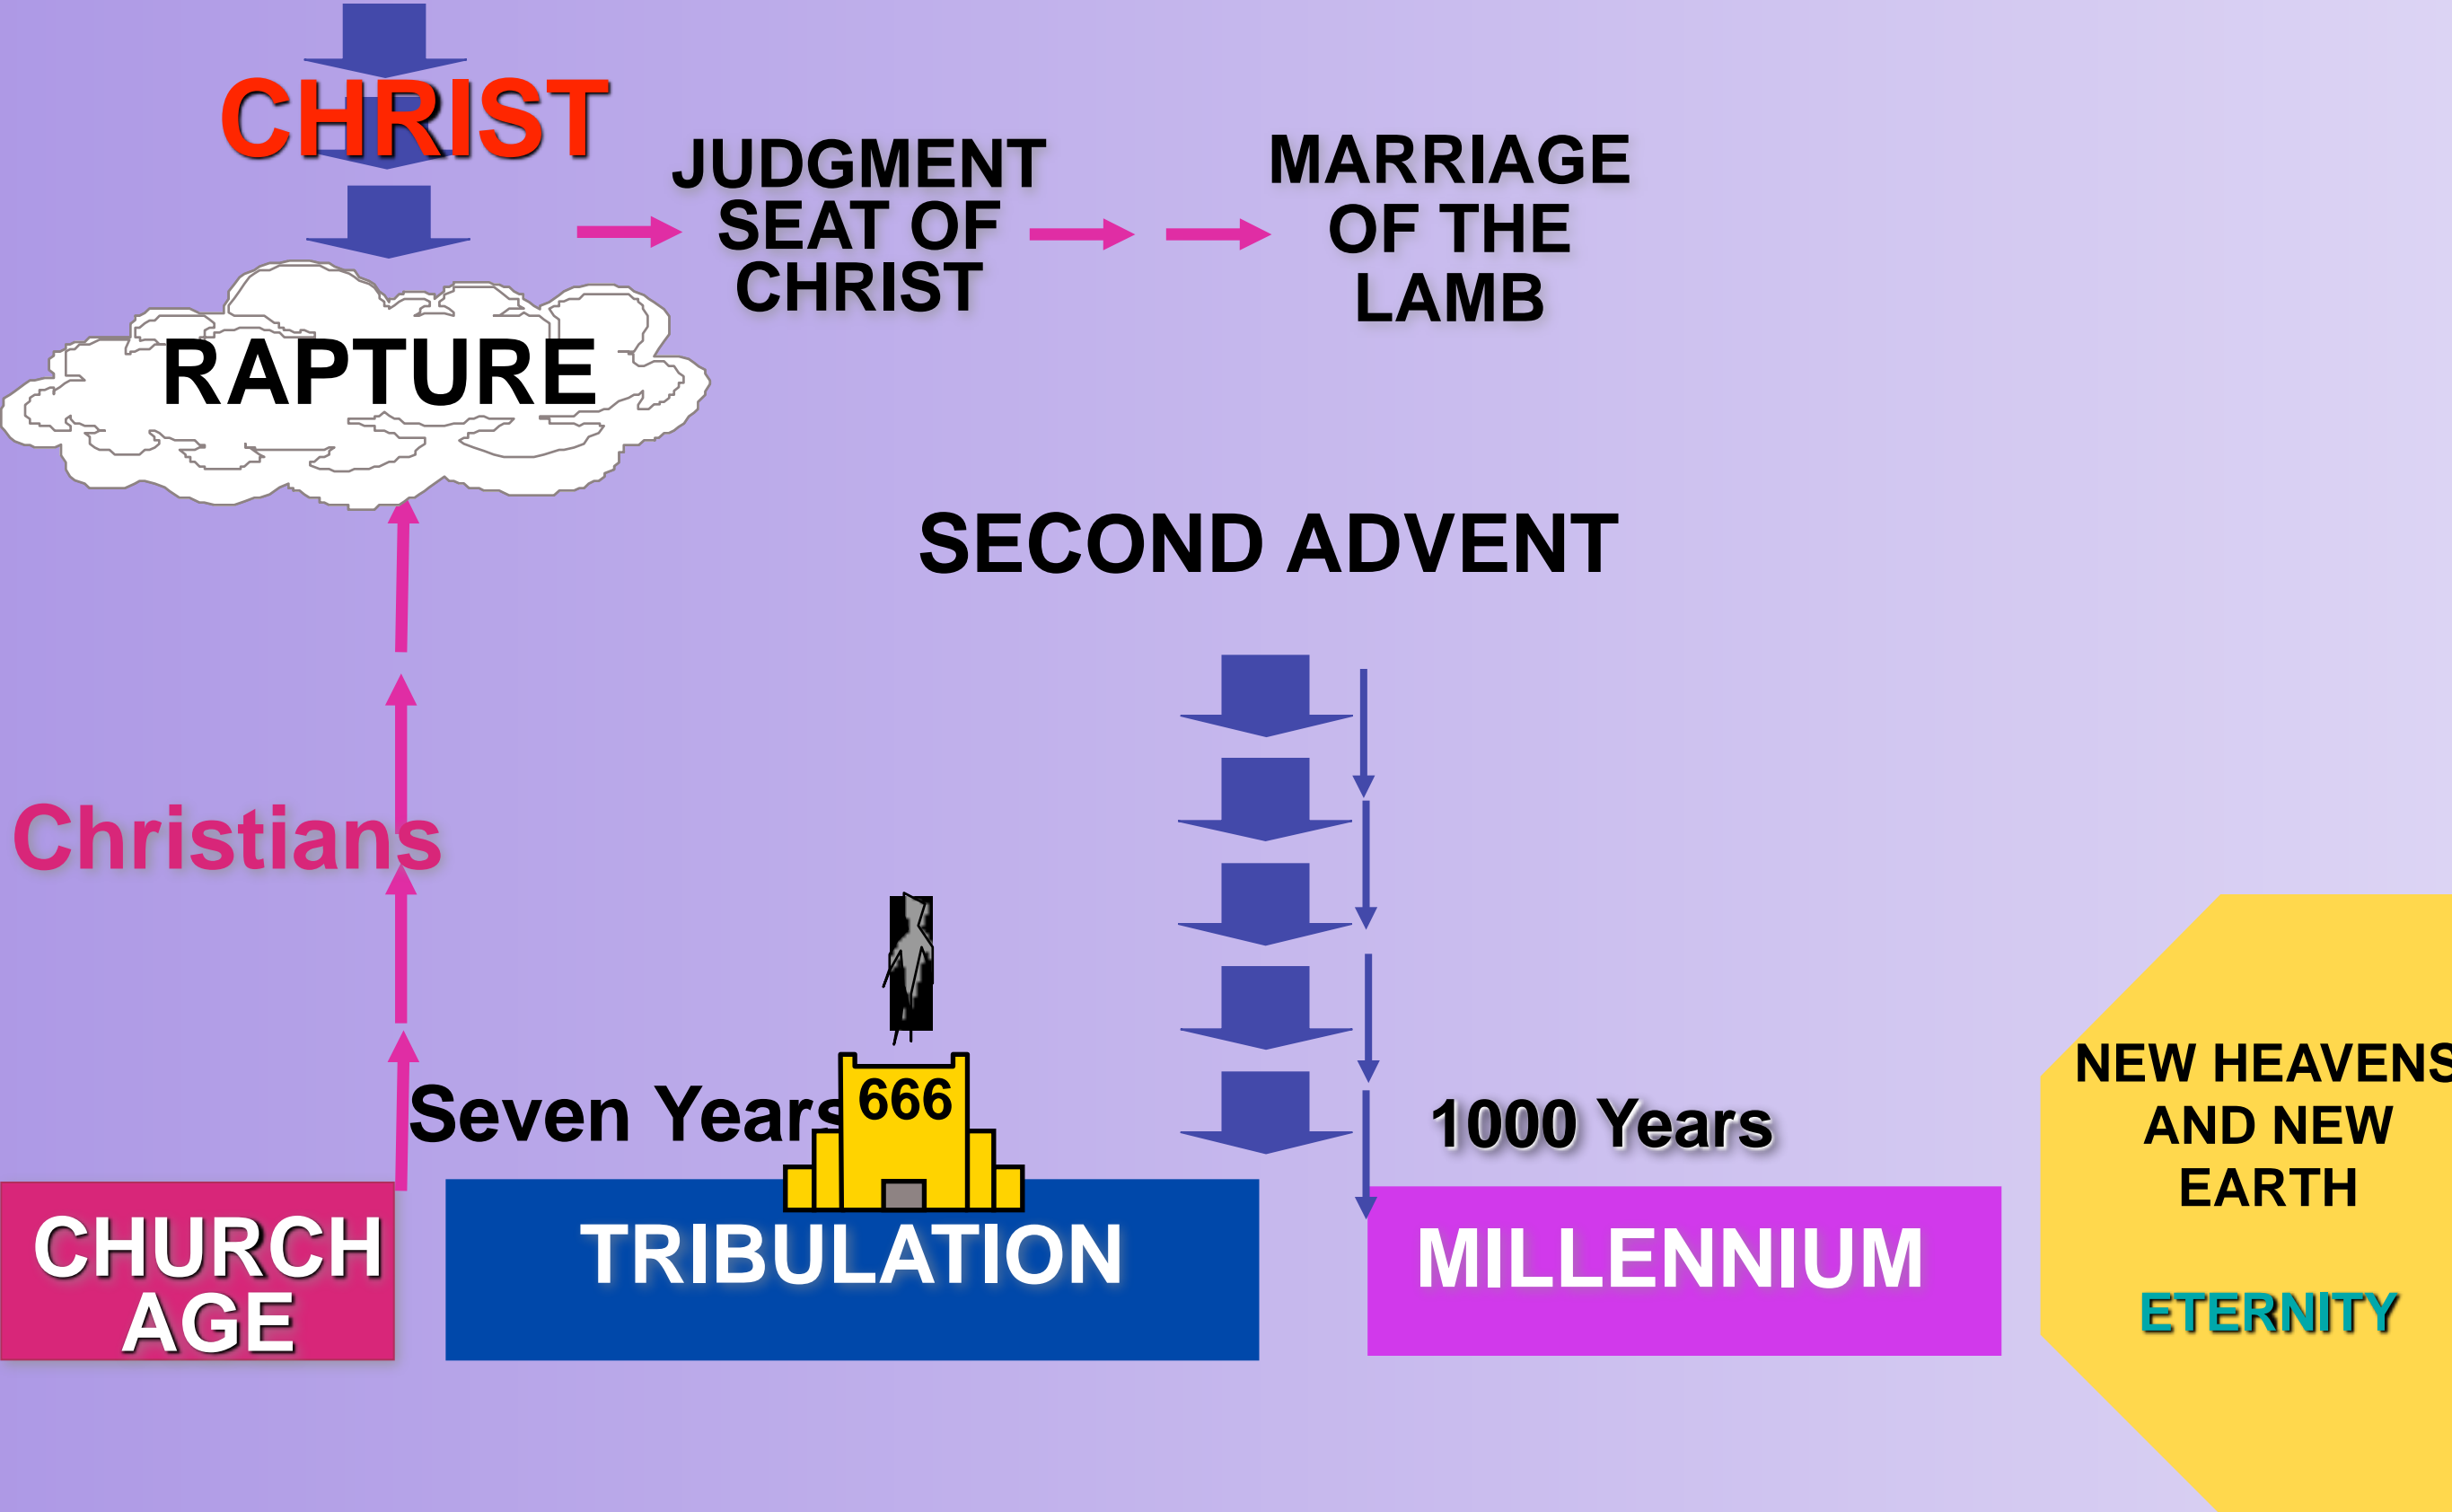 CHRIST
JUDGMENT
SEAT OF
CHRIST
MARRIAGE
OF THE
LAMB
RAPTURE
SECOND ADVENT
Christians
Seven Years
666
1000 Years
CHURCH
AGE
TRIBULATION
MILLENNIUM
NEW HEAVENS
AND NEW
EARTH
ETERNITY